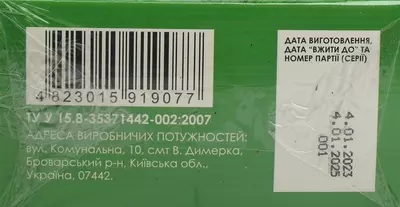 4 823015 919077
ТУ У 15.8-35371442-002:2007
АДРЕСА ВИРОБНИЧИХ ПОТУЖНОСТЕЙ:
вул. Комунальна, 10, смт В. Димерка,
Броварський р-н, Київська обл.,
Україна, 07442.
ДАТА ВИГОТОВЛЕННЯ,
ДАТА "ВЖИТИ ДО" ТА
НОМЕР ПАРТІЇ (СЕРІЇ)
4.01.2023
4.01.2025
001